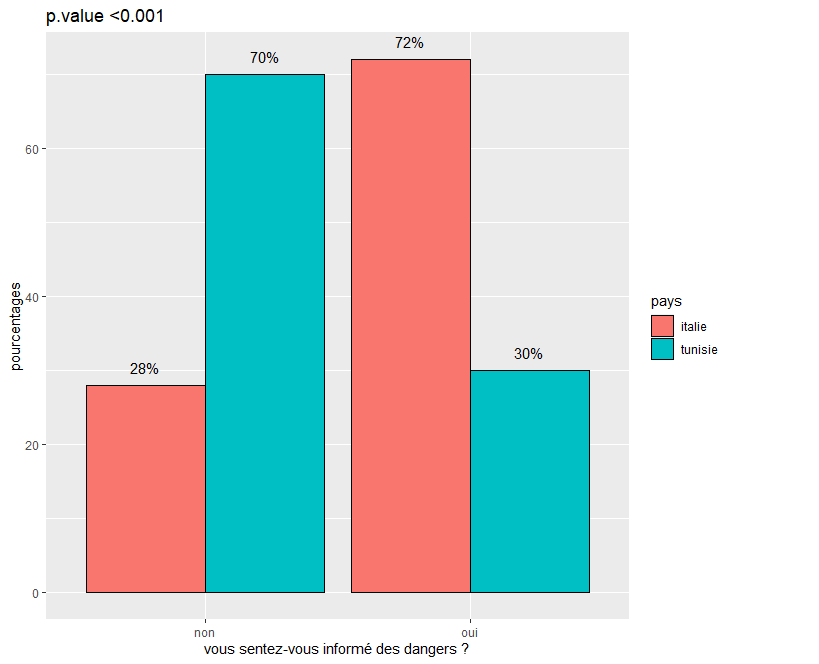 p.value <0.001
72%
70%
30%
28%
60
40
20
0
pourcentages
non
oui
vous sentez-vous informé des dangers ?
pays
italie
tunisie